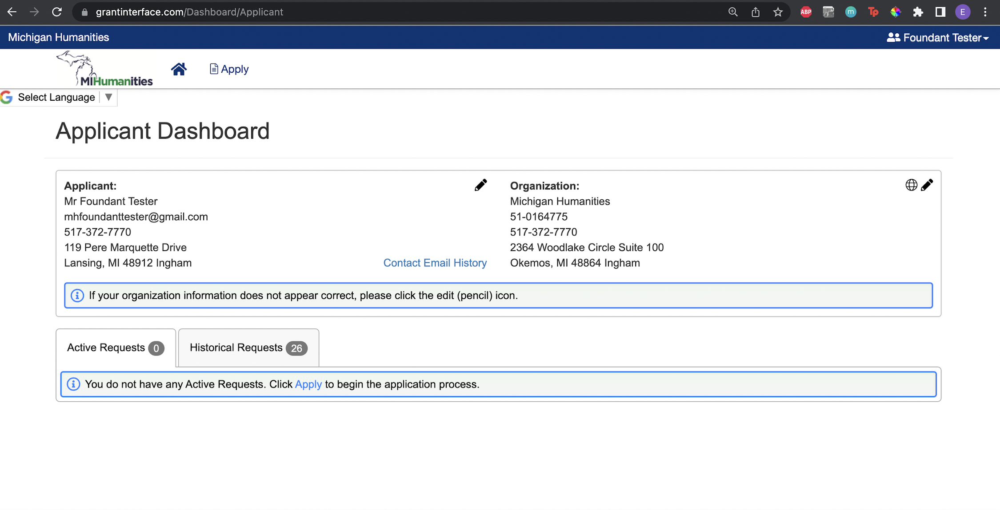 grantinterface.com/Dashboard/Applicant
ABP
m
Tp
E
Michigan Humanities
Foundant Tester
MIHumanities
Apply
G Select Language ▼
Applicant Dashboard
Applicant:
Mr Foundant Tester
mhfoundanttester@gmail.com
517-372-7770
119 Pere Marquette Drive
Lansing, MI 48912 Ingham
Contact Email History
Organization:
Michigan Humanities
51-0164775
517-372-7770
2364 Woodlake Circle Suite 100
Okemos, MI 48864 Ingham
If your organization information does not appear correct, please click the edit (pencil) icon.
Active Requests 0
Historical Requests 26
You do not have any Active Requests. Click Apply to begin the application process.